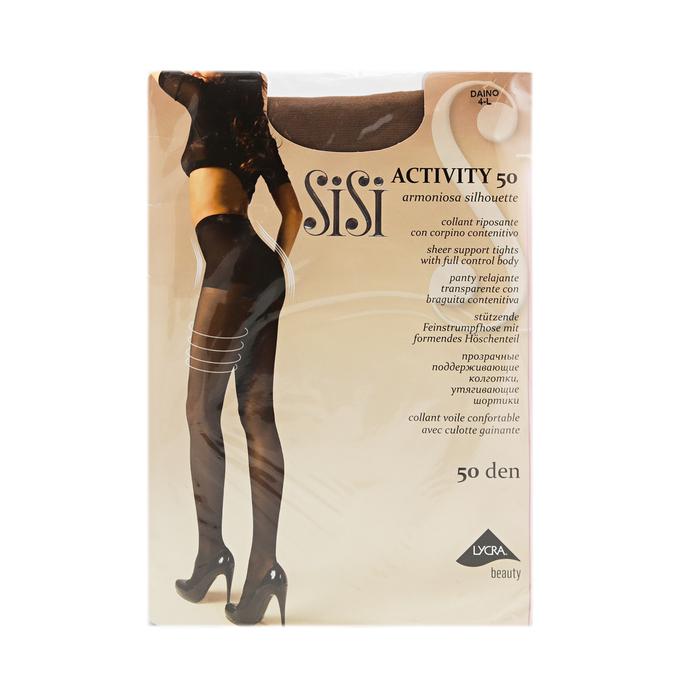 DAINO
4-L
SiSi
ACTIVITY 50
armoniosa silhouette
collant riposante
con corpino contenitivo
sheer support tights
with full control body
panty relajante
transparente con
braguita contenitiva
stützende
Feinstrumpfhose mit
formendes Höschenteil
прозрачные
поддерживающие
колготки,
утягивающие
шортики
collant voile confortable
avec culotte gainante
50 den
LYCRA.
beauty